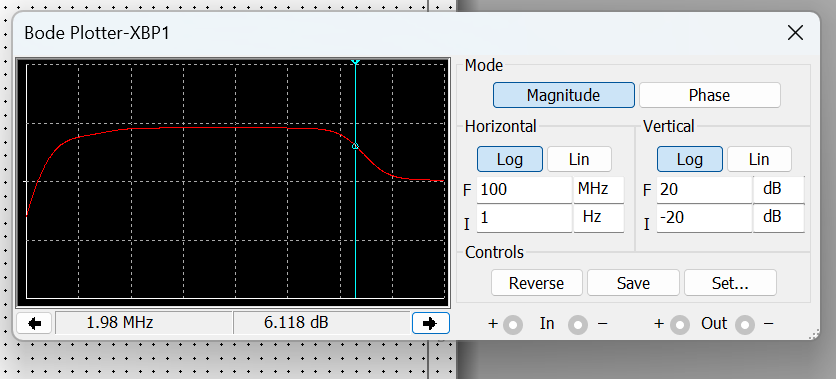 Bode Plotter-XBP1
Mode
Magnitude Phase
Horizontal Vertical
Log Lin Log Lin
F 100 MHz F 20 dB
I 1 Hz I -20 dB
Controls
Reverse Save Set...
1.98 MHz 6.118 dB
+ In − + Out −